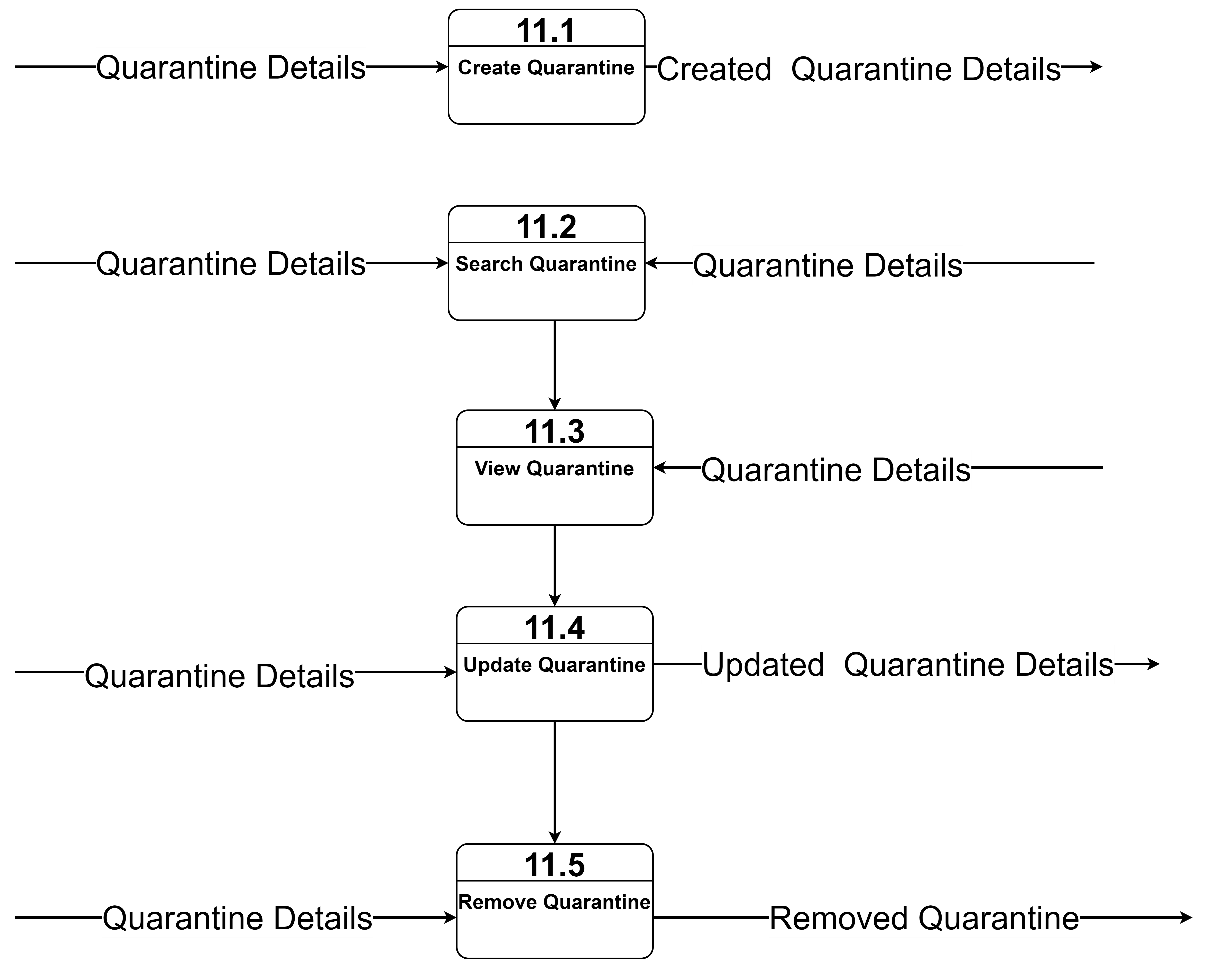 11.1
Quarantine Details
Create Quarantine
Created Quarantine Details
11.2
Quarantine Details
Search Quarantine
Quarantine Details
11.3
View Quarantine
Quarantine Details
11.4
Quarantine Details
Update Quarantine
Updated Quarantine Details
11.5
Quarantine Details
Remove Quarantine
Removed Quarantine